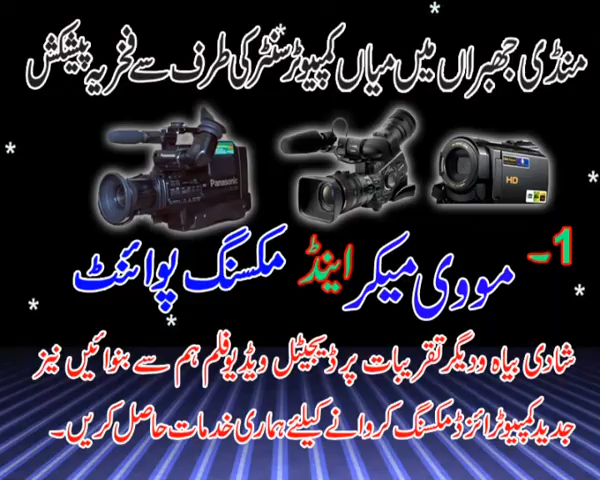 منڈی جھبراں میں میاں کمپیوٹر سنٹر کی طرف سے فخریہ پیشکش
Panasonic
HD
1-
مووی میکر اینڈ مکسنگ پوائنٹ
شادی بیاہ ودیگر تقریبات پر ڈیجیٹل ویڈیو فلم ہم سے بنوائیں نیز
جدید کمپیوٹرائزڈ مکسنگ کروانے کیلئے ہماری خدمات حاصل کریں۔